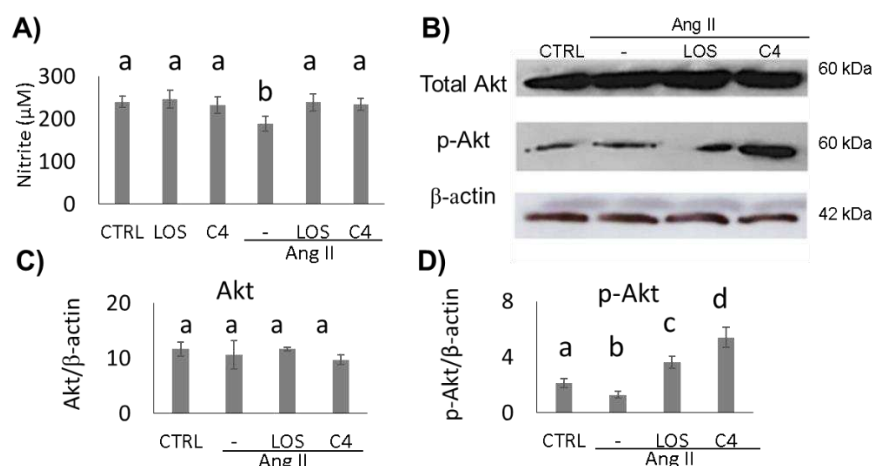 A)
a a a b a a
300
200
100
0
Nitrite (µM)
CTRL LOS C4 - LOS C4
Ang II
B)
Ang II
CTRL - LOS C4
Total Akt 60 kDa
p-Akt 60 kDa
β-actin 42 kDa
C)
Akt
a a a a
20
10
0
Akt/β-actin
CTRL - LOS C4
Ang II
D)
p-Akt
a b c d
8
4
0
p-Akt/β-actin
CTRL - LOS C4
Ang II